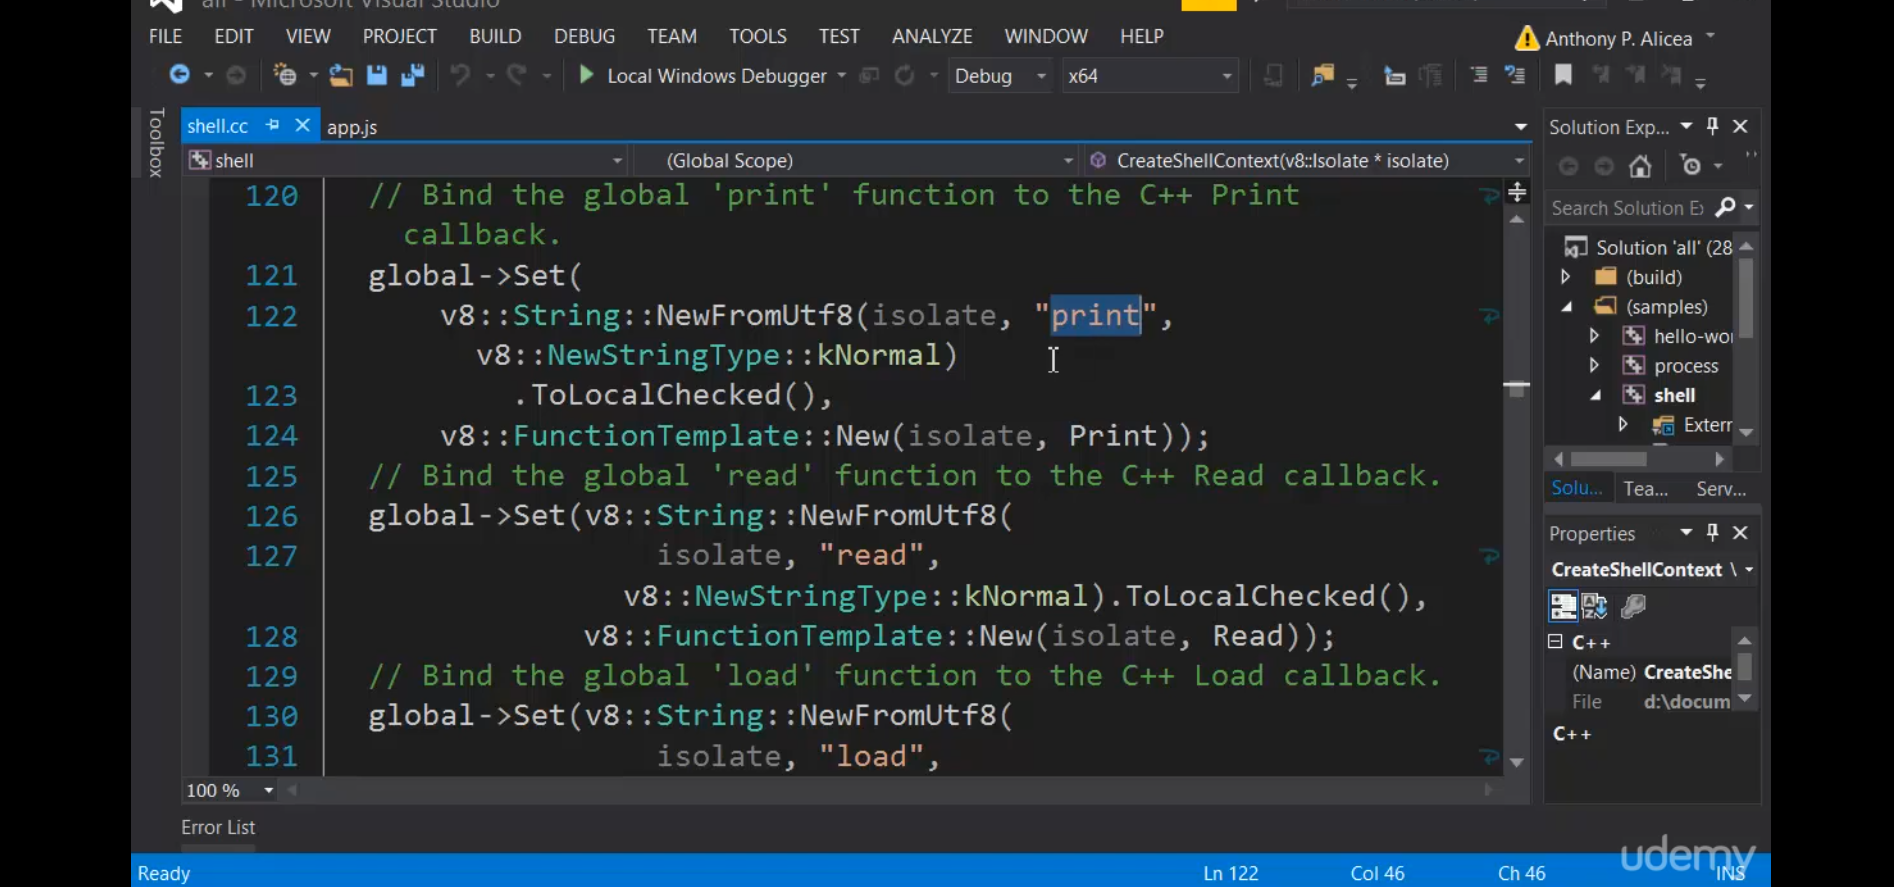 all - Microsoft Visual Studio
FILE EDIT VIEW PROJECT BUILD DEBUG TEAM TOOLS TEST ANALYZE WINDOW HELP
Anthony P. Alicea
Local Windows Debugger Debug x64
Toolbox
shell.cc app.js
shell (Global Scope) CreateShellContext(v8::Isolate * isolate)
120 // Bind the global 'print' function to the C++ Print
callback.
121 global->Set(
122 v8::String::NewFromUtf8(isolate, "print",
v8::NewStringType::kNormal)
123 .ToLocalChecked(),
124 v8::FunctionTemplate::New(isolate, Print));
125 // Bind the global 'read' function to the C++ Read callback.
126 global->Set(v8::String::NewFromUtf8(
127 isolate, "read",
v8::NewStringType::kNormal).ToLocalChecked(),
128 v8::FunctionTemplate::New(isolate, Read));
129 // Bind the global 'load' function to the C++ Load callback.
130 global->Set(v8::String::NewFromUtf8(
131 isolate, "load",
100 %
Solution Exp...
Search Solution E
Solution 'all' (28
(build)
(samples)
hello-wo
process
shell
Extern
Solu... Tea... Serv...
Properties
CreateShellContext \
C++
(Name) CreateShe
File d:\docum
C++
Error List
Ready Ln 122 Col 46 Ch 46 INS
udemy